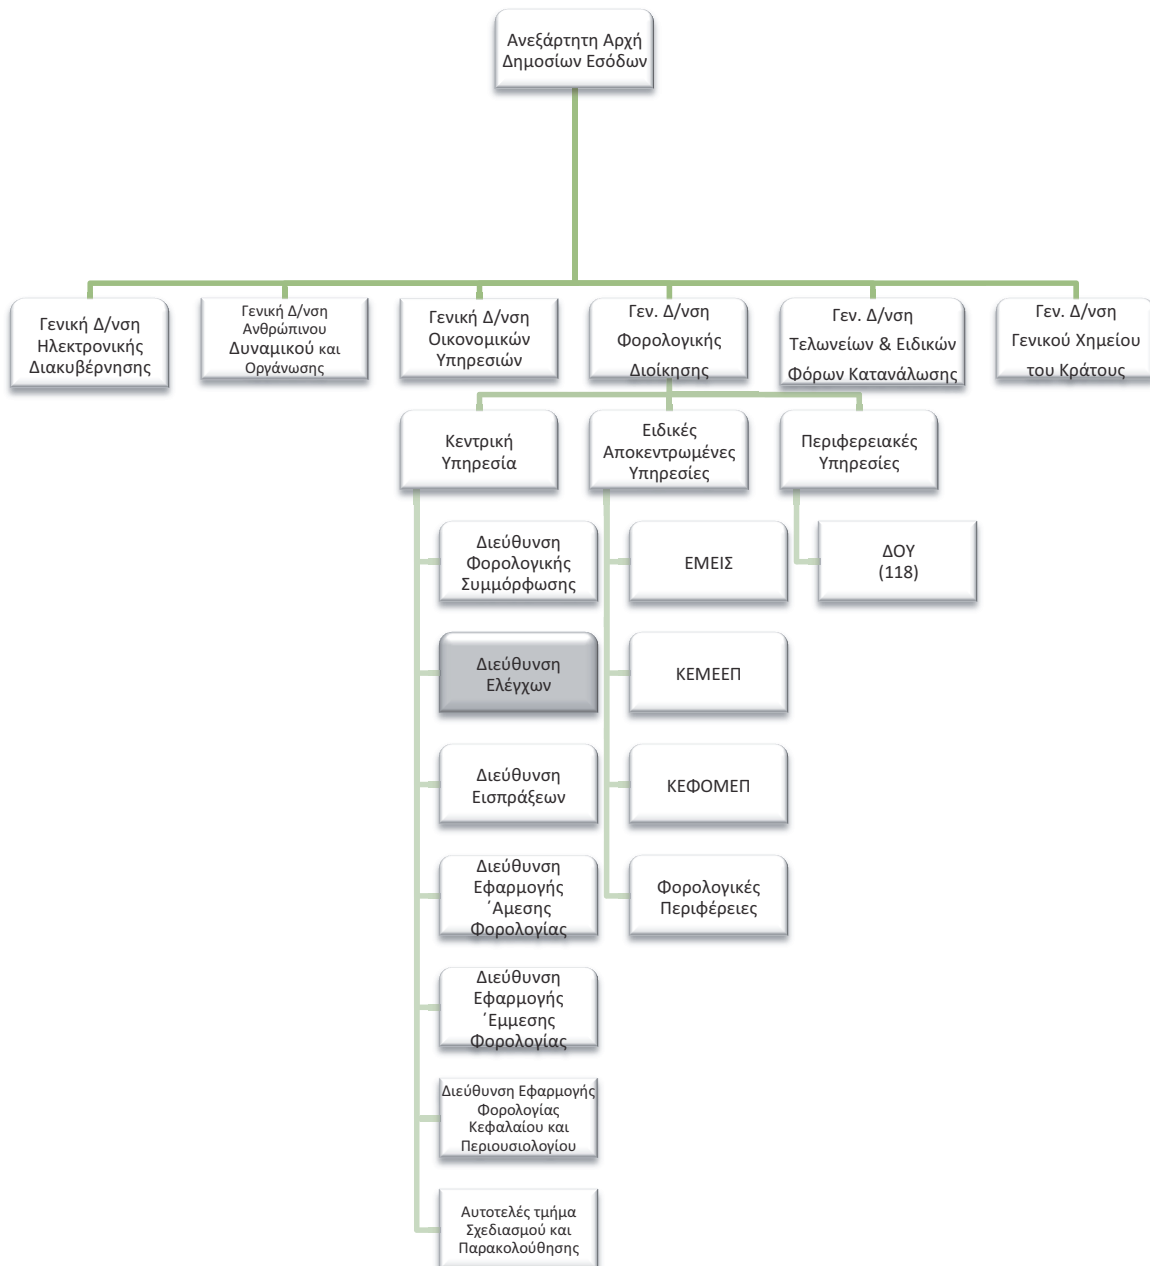 Ανεξάρτητη Αρχή
Δημοσίων Εσόδων
Γενική Δ/νση
Ηλεκτρονικής
Διακυβέρνησης
Γενική Δ/νση
Ανθρώπινου
Δυναμικού και
Οργάνωσης
Γενική Δ/νση
Οικονομικών
Υπηρεσιών
Γεν. Δ/νση
Φορολογικής
Διοίκησης
Γεν. Δ/νση
Τελωνείων & Ειδικών
Φόρων Κατανάλωσης
Γεν. Δ/νση
Γενικού Χημείου
του Κράτους
Κεντρική
Υπηρεσία
Ειδικές
Αποκεντρωμένες
Υπηρεσίες
Περιφερειακές
Υπηρεσίες
Διεύθυνση
Φορολογικής
Συμμόρφωσης
ΕΜΕΙΣ
ΔΟΥ
(118)
Διεύθυνση
Ελέγχων
ΚΕΜΕΕΠ
Διεύθυνση
Εισπράξεων
ΚΕΦΟΜΕΠ
Διεύθυνση
Εφαρμογής
΄Αμεσης
Φορολογίας
Φορολογικές
Περιφέρειες
Διεύθυνση
Εφαρμογής
΄Εμμεσης
Φορολογίας
Διεύθυνση Εφαρμογής
Φορολογίας
Κεφαλαίου και
Περιουσιολογίου
Αυτοτελές τμήμα
Σχεδιασμού και
Παρακολούθησης